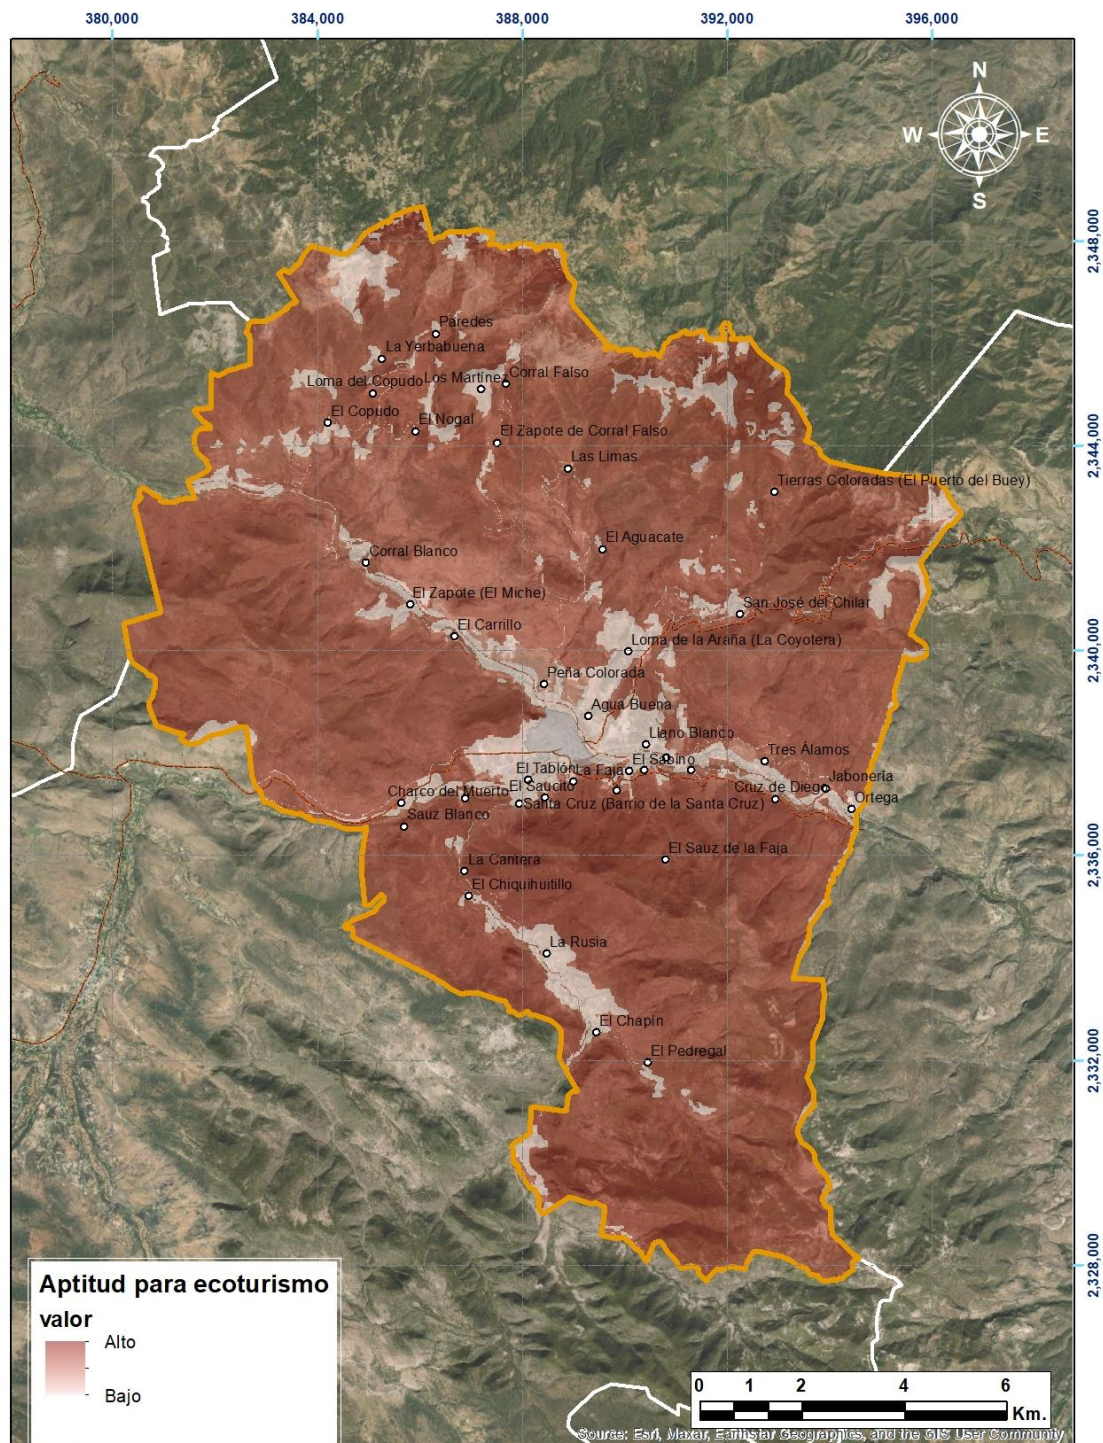 380,000
384,000
388,000
392,000
396,000
N
W
E
S
2,348,000
Paredes
La Yerbabuena
Loma del Copudo
Los Martínez
Corral Falso
El Copudo
El Nogal
El Zapote de Corral Falso
2,344,000
Las Limas
Tierras Coloradas (El Puerto del Buey)
El Aguacate
Corral Blanco
El Zapote (El Miche)
San José del Chilar
El Carrillo
Loma de la Araña (La Coyotera)
2,340,000
Peña Colorada
Agua Buena
Llano Blanco
Tres Álamos
El Tablón
La Faja
El Sabino
Jabonería
Charco del Muerto
El Saucito
Cruz de Diego
Ortega
Santa Cruz (Barrio de la Santa Cruz)
Sauz Blanco
El Sauz de la Faja
2,336,000
La Cantera
El Chiquihuitillo
La Rusia
El Chapín
El Pedregal
2,332,000
2,328,000
Aptitud para ecoturismo
valor
Alto
Bajo
0 1 2 4 6
Km.
Source: Esri, Maxar, Earthstar Geographics, and the GIS User Community